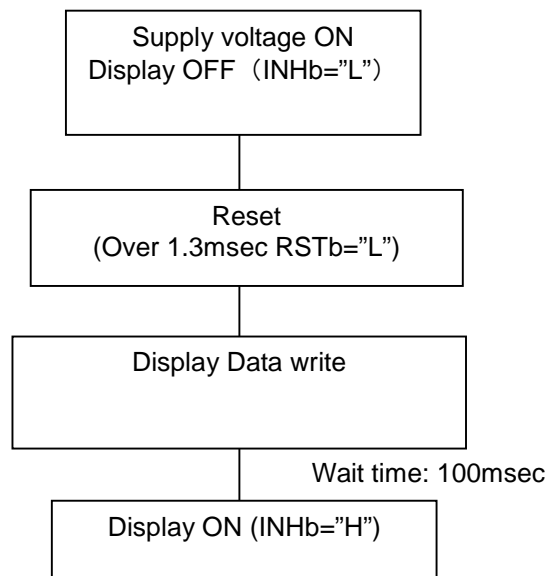 Supply voltage ON
Display OFF（INHb=”L”）
Reset
(Over 1.3msec RSTb=”L”)
Display Data write
Wait time: 100msec
Display ON (INHb=”H”)